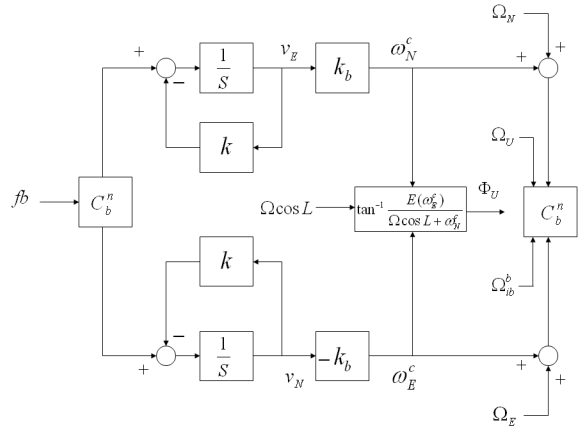 Ω_N
+
1/S
v_E
k_b
ω_N^c
+
+
−
k
Ω_U
fb
C_b^n
Ω cos L
tan⁻¹ E(ω_E^c) / Ω cos L + ω_N^c
Φ_U
C_b^n
k
Ω_ib^b
−
+
1/S
v_N
−k_b
ω_E^c
+
+
Ω_E